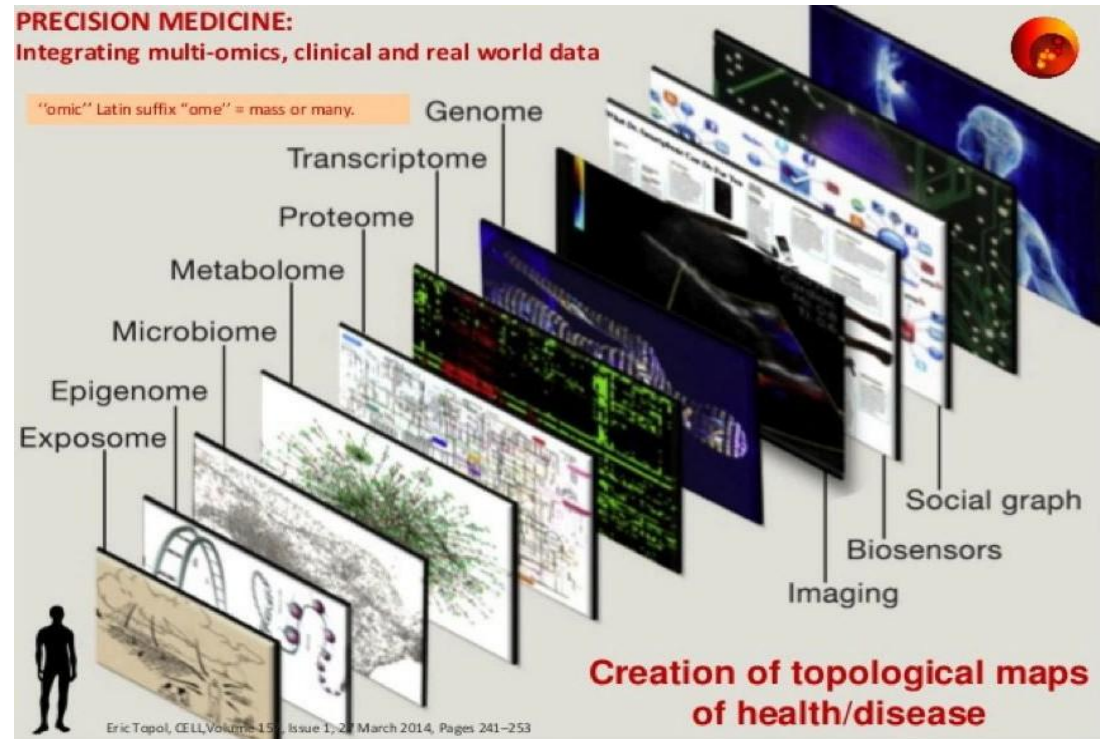 PRECISION MEDICINE:
Integrating multi-omics, clinical and real world data
“omic” Latin suffix “ome” = mass or many.
Genome
Transcriptome
Proteome
Metabolome
Microbiome
Epigenome
Exposome
Social graph
Biosensors
Imaging
Creation of topological maps
of health/disease
Eric Topol, CELL, Volume Issue 1, March 2014, Pages 241–253